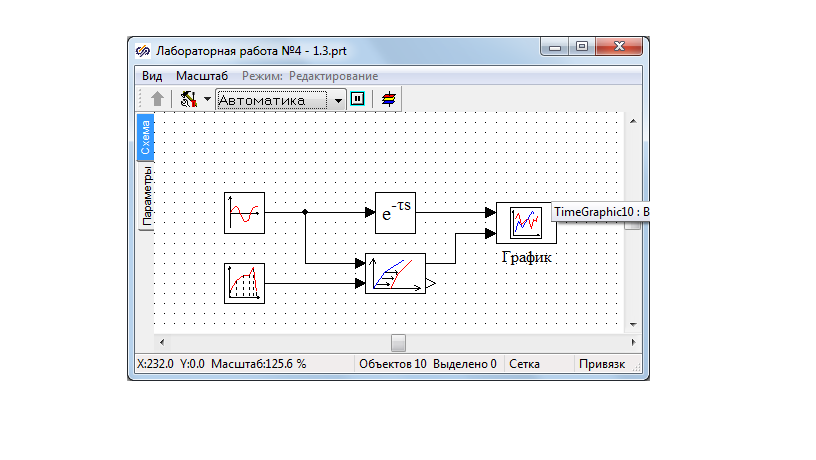 Лабораторная работа №4 - 1.3.prt
Вид Масштаб Режим: Редактирование
Автоматика
Схема
Параметры
e-τs
TimeGraphic10 : В
График
X:232.0 Y:0.0 Масштаб:125.6 % Объектов 10 Выделено 0 Сетка Привязк